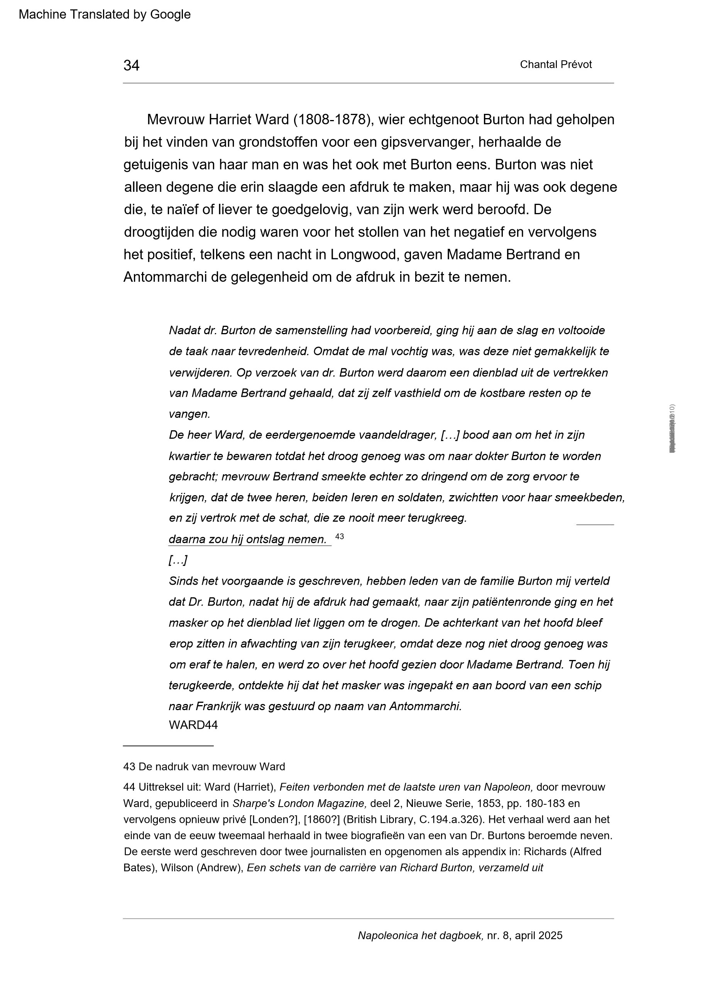 Machine Translated by Google
34
Chantal Prévot
Mevrouw Harriet Ward (1808-1878), wier echtgenoot Burton had geholpen
bij het vinden van grondstoffen voor een gipsvervanger, herhaalde de
getuigenis van haar man en was het ook met Burton eens. Burton was niet
alleen degene die erin slaagde een afdruk te maken, maar hij was ook degene
die, te naïef of liever te goedgelovig, van zijn werk werd beroofd. De
droogtijden die nodig waren voor het stollen van het negatief en vervolgens
het positief, telkens een nacht in Longwood, gaven Madame Bertrand en
Antommarchi de gelegenheid om de afdruk in bezit te nemen.
Nadat dr. Burton de samenstelling had voorbereid, ging hij aan de slag en voltooide
de taak naar tevredenheid. Omdat de mal vochtig was, was deze niet gemakkelijk te
verwijderen. Op verzoek van dr. Burton werd daarom een dienblad uit de vertrekken
van Madame Bertrand gehaald, dat zij zelf vasthield om de kostbare resten op te
vangen.
De heer Ward, de eerdergenoemde vaandeldrager, […] bood aan om het in zijn
kwartier te bewaren totdat het droog genoeg was om naar dokter Burton te worden
gebracht; mevrouw Bertrand smeekte echter zo dringend om de zorg ervoor te
krijgen, dat de twee heren, beiden Ieren en soldaten, zwichtten voor haar smeekbeden,
en zij vertrok met de schat, die ze nooit meer terugkreeg.
daarna zou hij ontslag nemen. 43
[…]
Sinds het voorgaande is geschreven, hebben leden van de familie Burton mij verteld
dat Dr. Burton, nadat hij de afdruk had gemaakt, naar zijn patiëntenronde ging en het
masker op het dienblad liet liggen om te drogen. De achterkant van het hoofd bleef
erop zitten in afwachting van zijn terugkeer, omdat deze nog niet droog genoeg was
om eraf te halen, en werd zo over het hoofd gezien door Madame Bertrand. Toen hij
terugkeerde, ontdekte hij dat het masker was ingepakt en aan boord van een schip
naar Frankrijk was gestuurd op naam van Antommarchi.
WARD44
43 De nadruk van mevrouw Ward
44 Uittreksel uit: Ward (Harriet), Feiten verbonden met de laatste uren van Napoleon, door mevrouw
Ward, gepubliceerd in Sharpe's London Magazine, deel 2, Nieuwe Serie, 1853, pp. 180-183 en
vervolgens opnieuw privé [Londen?], [1860?] (British Library, C.194.a.326). Het verhaal werd aan het
einde van de eeuw tweemaal herhaald in twee biografieën van een van Dr. Burtons beroemde neven.
De eerste werd geschreven door twee journalisten en opgenomen als appendix in: Richards (Alfred
Bates), Wilson (Andrew), Een schets van de carrière van Richard Burton, verzameld uit
Napoleonica het dagboek, nr. 8, april 2025